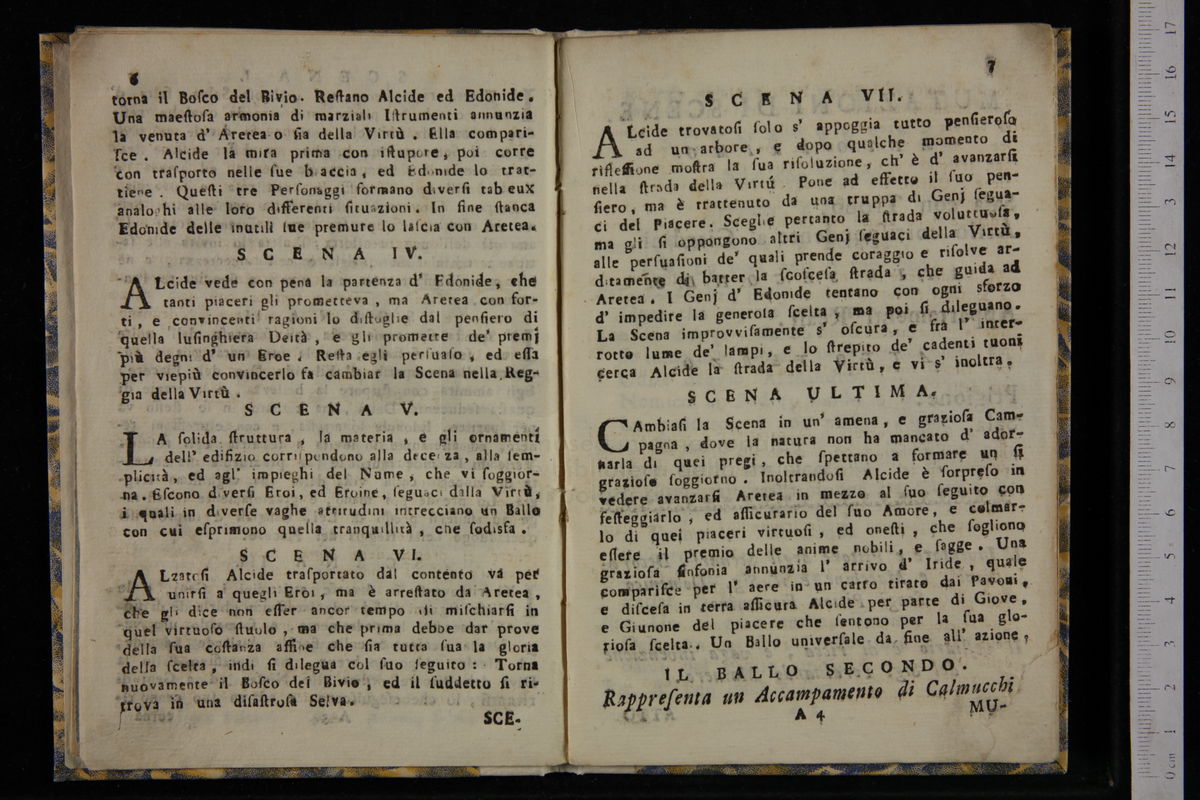 6
torna il Boſco del Bivio. Reſtano Alcide ed Edonide.
Una maeſtoſa armonia di marziali Iſtrumenti annunzia
la venuta d' Aretea o ſia della Virtù. Ella compari-
ſce. Alcide la mira prima con iſtupore, poi corre
con traſporto nelle ſue braccia, ed Edonide lo trat-
tiene. Queſti tre Perſonaggi formano diverſi tableux
analoghi alle loro differenti ſituazioni. In fine ſtanca
Edonide delle inutili ſue premure lo laſcia con Aretea.
SCENA IV.
ALcide vede con pena la partenza d' Edonide, che
tanti piaceri gli prometteva, ma Aretea con for-
ti, e convincenti ragioni lo diſtoglie dal penſiero di
quella luſinghiera Deità, e gli promette de' premj
più degni d' un Eroe. Reſta egli perſuaſo, ed eſſa
per viepiù convincerlo fa cambiar la Scena nella Reg-
gia della Virtù.
SCENA V.
LA ſolida ſtruttura, la materia, e gli ornamenti
dell' edifizio corriſpondono alla decenza, alla ſem-
plicità, ed agl' impieghi del Nume, che vi ſoggior-
na. Eſcono diverſi Eroi, ed Eroine, ſeguaci dalla Virtù,
i quali in diverſe vaghe attitudini intrecciano un Ballo
con cui eſprimono quella tranquillità, che ſodisfa.
SCENA VI.
ALzateſi Alcide traſportato dal contento vá per
unirſi a quegli Eroi, ma è arreſtato da Aretea,
che gli dice non eſſer ancor tempo di miſchiarſi in
quel virtuoſo ſtuolo, ma che prima debbe dar prove
della ſua coſtanza affine che ſia tutta ſua la gloria
della ſcelta, indi ſi dilegua col ſuo ſeguito: Torna
nuovamente il Boſco del Bivio, ed il ſuddetto ſi ri-
trova in una diſaſtroſa Selva.
SCE-
7
SCENA VII.
ALcide trovatoſi ſolo s' appoggia tutto penſieroſo
ad un arbore, e dopo qualche momento di
rifleſſione moſtra la ſua riſoluzione, ch' è d' avanzarſi
nella ſtrada della Virtú. Pone ad effetto il ſuo pen-
ſiero, ma è trattenuto da una truppa di Genj ſegua-
ci del Piacere. Sceglie pertanto la ſtrada voluttuoſa,
ma gli ſi oppongono altri Genj ſeguaci della Virtù,
alle perſuaſioni de' quali prende coraggio e riſolve ar-
ditamente di batter la ſcoſceſa ſtrada, che guida ad
Aretea. I Genj d' Edonide tentano con ogni sforzo
d' impedire la generoſa ſcelta, ma poi ſi dileguano.
La Scena improvviſamente s' oſcura, e frà l' inter-
rotto lume de' lampi, e lo ſtrepito de' cadenti tuoni
cerca Alcide la ſtrada della Virtù, e vi s' inoltra.
SCENA ULTIMA.
CAmbiaſi la Scena in un' amena, e grazioſa Cam-
pagna, dove la natura non ha mancato d' ador-
narla di quei pregi, che ſpettano a formare un ſi
grazioſo ſoggiorno. Inoltrandoſi Alcide è ſorpreſo in
vedere avanzarſi Aretea in mezzo al ſuo ſeguito con
feſteggiarlo, ed aſſicurarlo del ſuo Amore, e colmar-
lo di quei piaceri virtuoſi, ed oneſti, che ſogliono
eſſere il premio delle anime nobili, e ſagge. Una
grazioſa ſinfonia annunzia l' arrivo d' Iride, quale
compariſce per l' aere in un carro tirato dai Pavoni,
e diſceſa in terra aſſicura Alcide per parte di Giove,
e Giunone del piacere che ſentono per la ſua glo-
rioſa ſcelta. Un Ballo univerſale da fine all' azione,
IL BALLO SECONDO.
Rappreſenta un Accampamento di Calmucchi
A 4
MU-